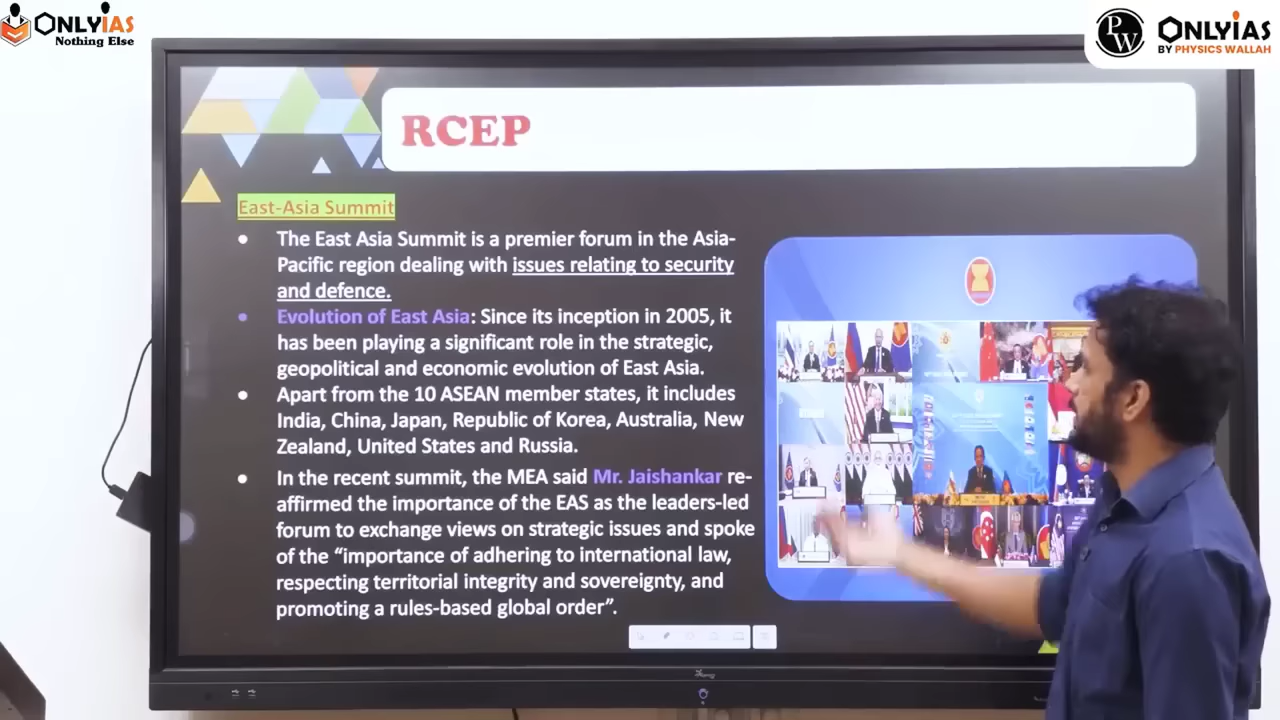 ONLYIAS
Nothing Else
PW
ONLYIAS
BY PHYSICS WALLAH
RCEP
East-Asia Summit
The East Asia Summit is a premier forum in the Asia-
Pacific region dealing with issues relating to security
and defence.
Evolution of East Asia: Since its inception in 2005, it
has been playing a significant role in the strategic,
geopolitical and economic evolution of East Asia.
Apart from the 10 ASEAN member states, it includes
India, China, Japan, Republic of Korea, Australia, New
Zealand, United States and Russia.
In the recent summit, the MEA said Mr. Jaishankar re-
affirmed the importance of the EAS as the leaders-led
forum to exchange views on strategic issues and spoke
of the “importance of adhering to international law,
respecting territorial integrity and sovereignty, and
promoting a rules-based global order”.